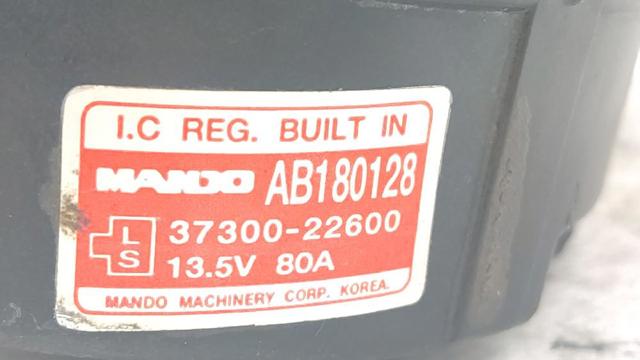 I.C REG. BUILT IN
MANDO AB180128
L S 37300-22600
13.5V 80A
MANDO MACHINERY CORP. KOREA.